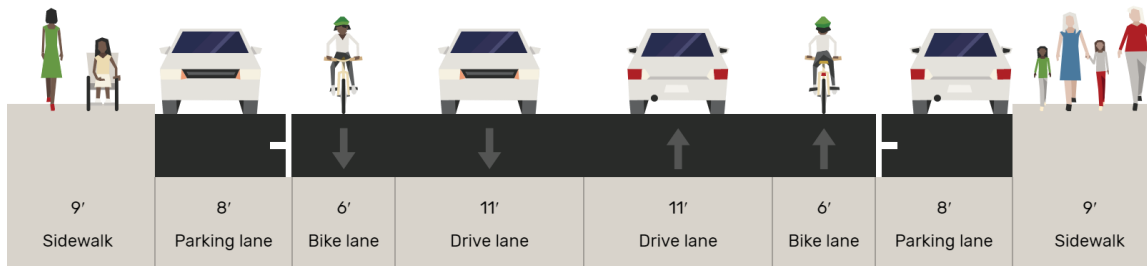 9′ 8′ 6′ 11′ 11′ 6′ 8′ 9′
Sidewalk Parking lane Bike lane Drive lane Drive lane Bike lane Parking lane Sidewalk